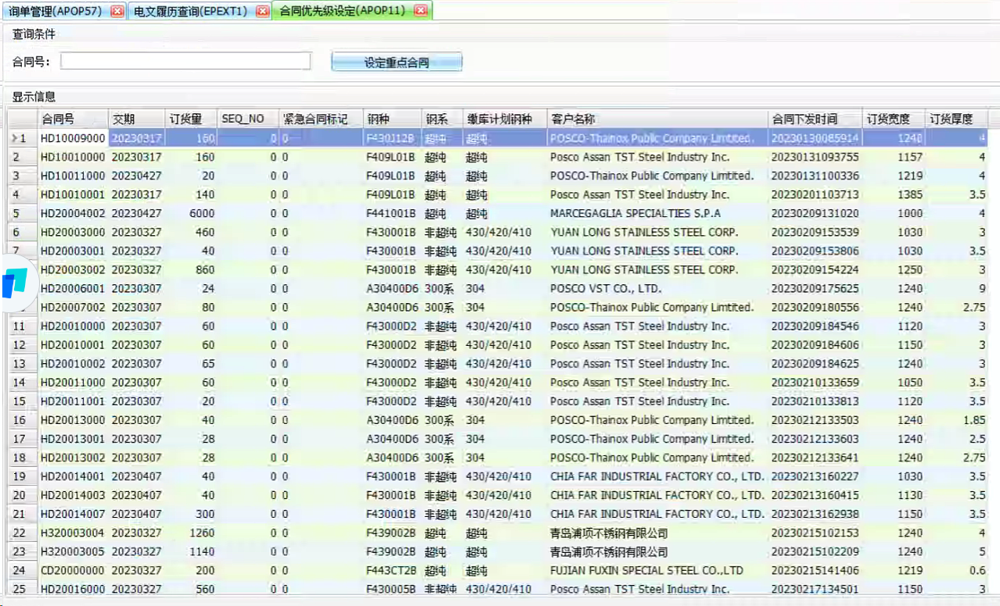 询单管理(APOP57) 电文履历查询(EPEXT1) 合同优先级设定(APOP11)
查询条件
合同号: 设定重点合同
显示信息
合同号 交期 订货量 SEQ_NO 紧急合同标记 钢种 钢系 缴库计划钢种 客户名称 合同下发时间 订货宽度 订货厚度
1 HD10009000 20230317 160 0 0 F430J12B 超纯 超纯 POSCO-Thainox Public Company Limtited. 20230130085914 1240 4
2 HD10010000 20230317 160 0 0 F409L01B 超纯 超纯 Posco Assan TST Steel Industry Inc. 20230131093755 1157 4
3 HD10011000 20230427 20 0 0 F409L01B 超纯 超纯 POSCO-Thainox Public Company Limtited. 20230131100336 1219 4
4 HD10010001 20230317 140 0 0 F409L01B 超纯 超纯 Posco Assan TST Steel Industry Inc. 20230201103713 1385 3.5
5 HD20004002 20230427 6000 0 0 F441001B 超纯 超纯 MARCEGAGLIA SPECIALTIES S.P.A 20230209131020 1000 4
6 HD20003000 20230327 460 0 0 F430001B 非超纯 430/420/410 YUAN LONG STAINLESS STEEL CORP. 20230209153539 1030 3
7 HD20003001 20230327 40 0 0 F430001B 非超纯 430/420/410 YUAN LONG STAINLESS STEEL CORP. 20230209153806 1030 3.5
HD20003002 20230327 860 0 0 F430001B 非超纯 430/420/410 YUAN LONG STAINLESS STEEL CORP. 20230209154224 1250 3
HD20006001 20230307 24 0 0 A30400D6 300系 304 POSCO VST CO., LTD. 20230209175625 1240 9
HD20007002 20230307 80 0 0 A30400D6 300系 304 POSCO-Thainox Public Company Limtited. 20230209180556 1240 2.75
11 HD20010000 20230307 60 0 0 F43000D2 非超纯 430/420/410 Posco Assan TST Steel Industry Inc. 20230209184546 1120 3
12 HD20010001 20230307 60 0 0 F43000D2 非超纯 430/420/410 Posco Assan TST Steel Industry Inc. 20230209184606 1150 3
13 HD20010002 20230307 65 0 0 F43000D2 非超纯 430/420/410 Posco Assan TST Steel Industry Inc. 20230209184625 1240 3
14 HD20011000 20230307 60 0 0 F43000D2 非超纯 430/420/410 Posco Assan TST Steel Industry Inc. 20230210133659 1050 3.5
15 HD20011001 20230307 20 0 0 F43000D2 非超纯 430/420/410 Posco Assan TST Steel Industry Inc. 20230210133813 1120 3.5
16 HD20013000 20230307 40 0 0 A30400D6 300系 304 POSCO-Thainox Public Company Limtited. 20230212133503 1240 1.85
17 HD20013001 20230307 28 0 0 A30400D6 300系 304 POSCO-Thainox Public Company Limtited. 20230212133603 1240 2.5
18 HD20013002 20230307 28 0 0 A30400D6 300系 304 POSCO-Thainox Public Company Limtited. 20230212133641 1240 2.75
19 HD20014001 20230407 40 0 0 F430001B 非超纯 430/420/410 CHIA FAR INDUSTRIAL FACTORY CO., LTD. 20230213160227 1030 3.5
20 HD20014003 20230407 40 0 0 F430001B 非超纯 430/420/410 CHIA FAR INDUSTRIAL FACTORY CO., LTD. 20230213160415 1130 3.5
21 HD20014007 20230407 300 0 0 F430001B 非超纯 430/420/410 CHIA FAR INDUSTRIAL FACTORY CO., LTD. 20230213162938 1150 3.5
22 H320003004 20230327 1260 0 0 F439002B 超纯 超纯 青岛浦项不锈钢有限公司 20230215102153 1240 4
23 H320003005 20230327 1140 0 0 F439002B 超纯 超纯 青岛浦项不锈钢有限公司 20230215102209 1240 5
24 CD20000000 20230327 200 0 0 F443CT2B 超纯 超纯 FUJIAN FUXIN SPECIAL STEEL CO.,LTD 20230215141406 1219 0.6
25 HD20016000 20230327 560 0 0 F430005B 非超纯 430/420/410 Posco Assan TST Steel Industry Inc. 20230217134501 1150 3